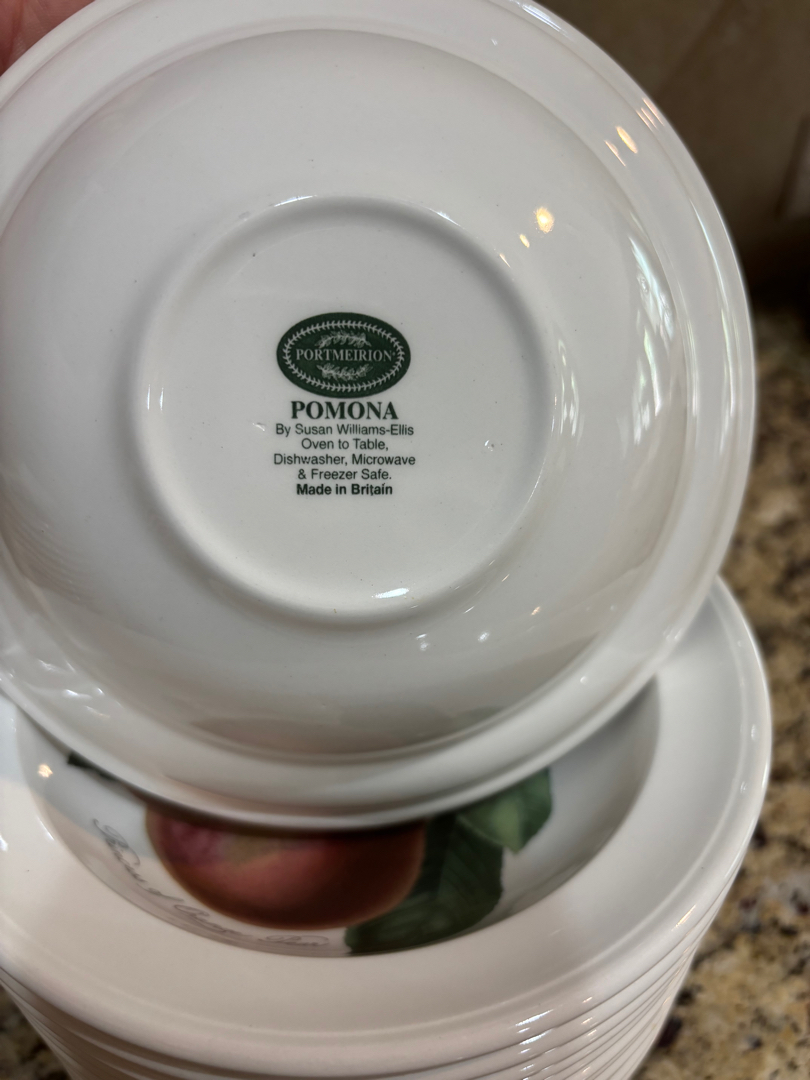 PORTMEIRION
POMONA
By Susan Williams-Ellis
Oven to Table,
Dishwasher, Microwave
& Freezer Safe.
Made in Britain